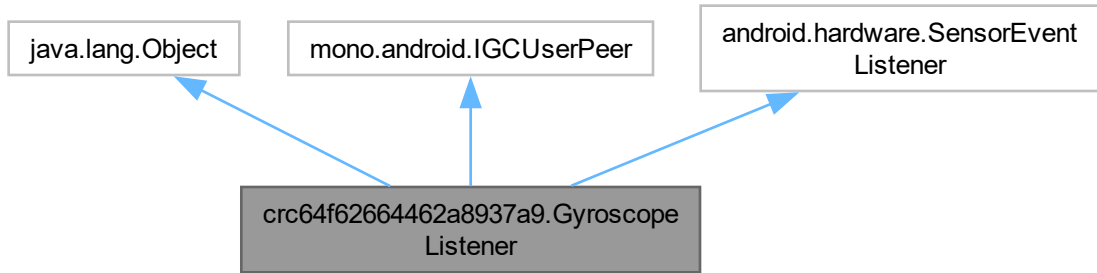 java.lang.Object
mono.android.IGCUserPeer
android.hardware.SensorEvent
Listener
crc64f62664462a8937a9.Gyroscope
Listener